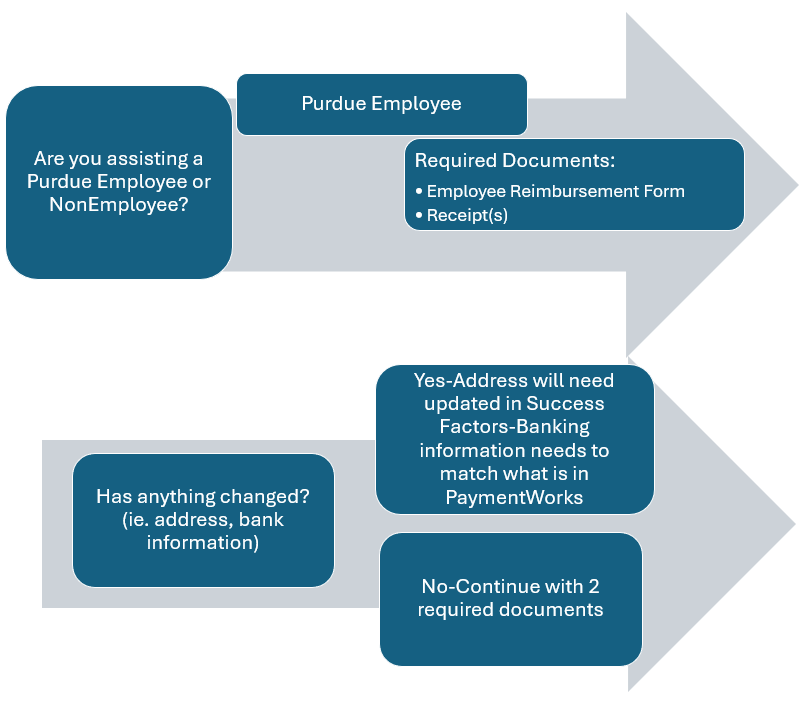 Are you assisting a
Purdue Employee or
NonEmployee?
Purdue Employee
Required Documents:
• Employee Reimbursement Form
• Receipt(s)
Has anything changed?
(ie. address, bank
information)
Yes-Address will need
updated in Success
Factors-Banking
information needs to
match what is in
PaymentWorks
No-Continue with 2
required documents